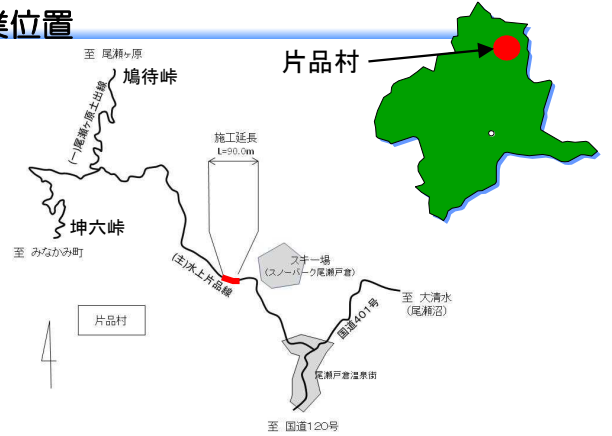 業位置
至 尾瀬ヶ原
鳩待峠
片品村
(一)尾瀬ヶ原土出線
施工延長
L=90.0m
坤六峠
至 みなかみ町
(主)水上片品線
スキー場
(スノーパーク尾瀬戸倉)
至 大清水
(尾瀬沼)
国道401号
片品村
尾瀬戸倉温泉街
至 国道120号